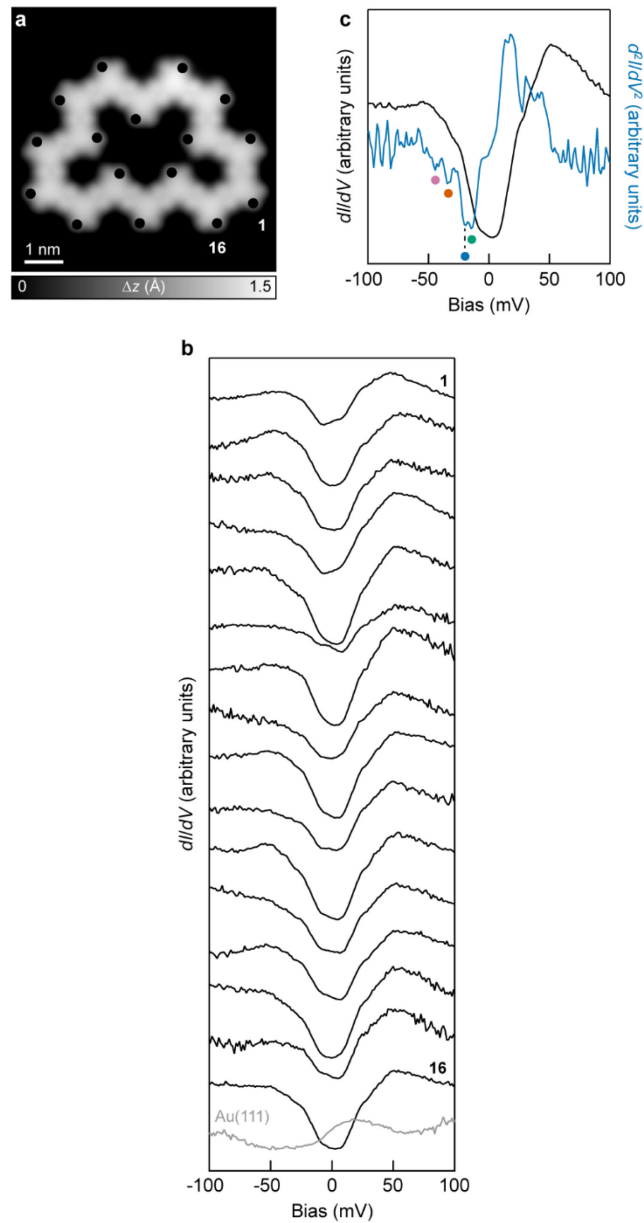 a
1
16
1 nm
0 Δz (Å) 1.5
c
dI/dV (arbitrary units)
d²I/dV² (arbitrary units)
-100 -50 0 50 100
Bias (mV)
b
1
dI/dV (arbitrary units)
16
Au(111)
-100 -50 0 50 100
Bias (mV)